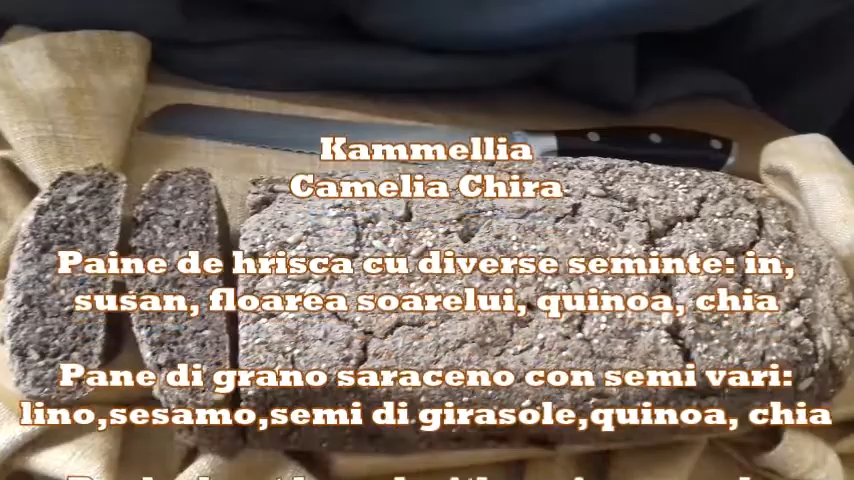 Kammellia
Camelia Chira
Paine de hrisca cu diverse seminte: in,
susan, floarea soarelui, quinoa, chia
Pane di grano saraceno con semi vari:
lino,sesamo,semi di girasole,quinoa, chia